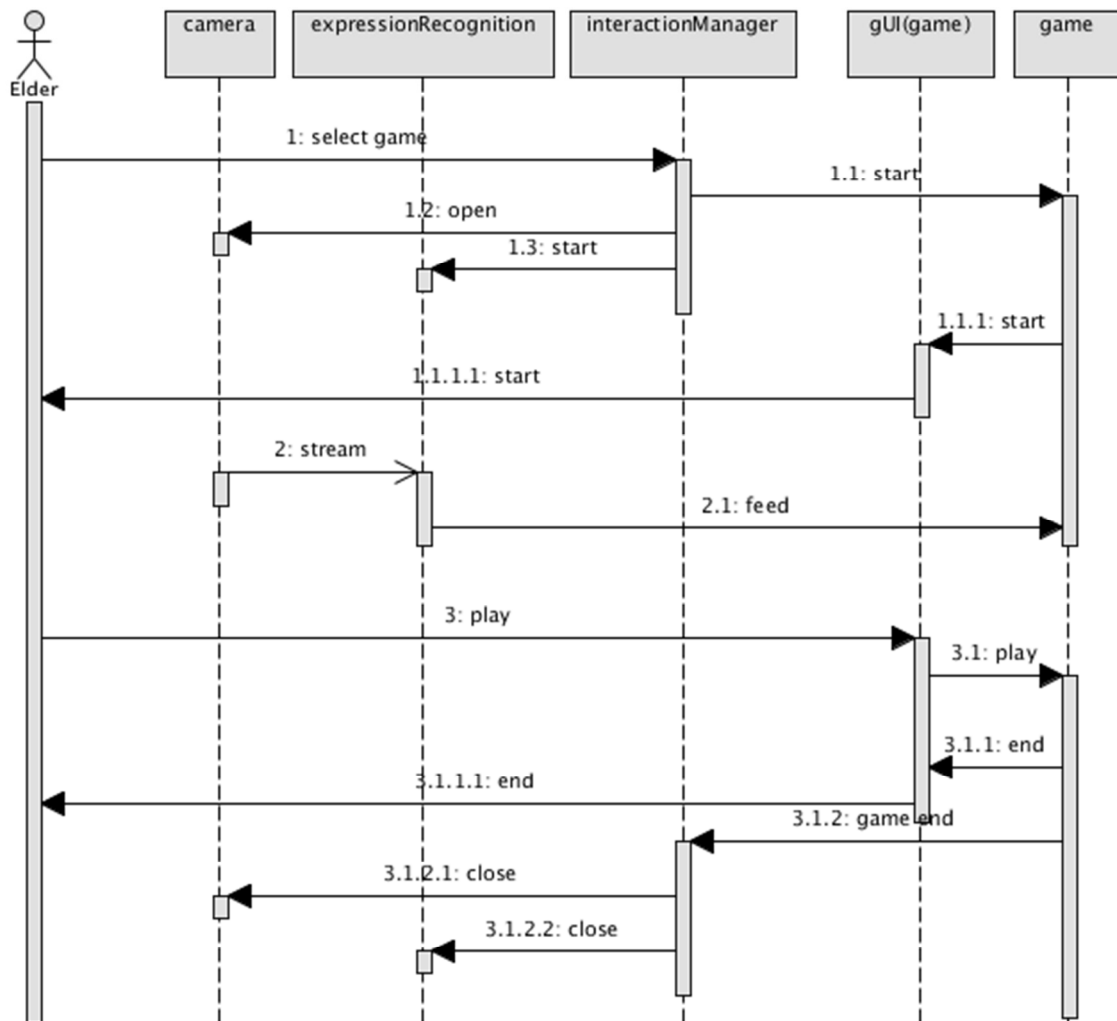 camera
expressionRecognition
interactionManager
gUI(game)
game
Elder
1: select game
1.1: start
1.2: open
1.3: start
1.1.1: start
1.1.1.1: start
2: stream
2.1: feed
3: play
3.1: play
3.1.1: end
3.1.1.1: end
3.1.2: game end
3.1.2.1: close
3.1.2.2: close